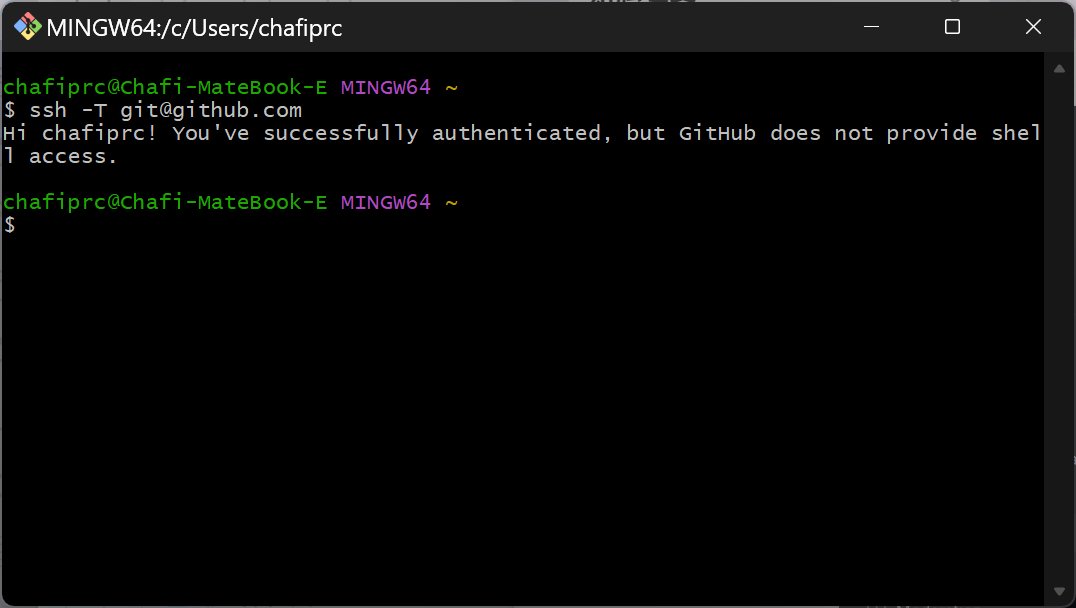 MINGW64:/c/Users/chafiprc
chafiprc@Chafi-MateBook-E MINGW64 ~
$ ssh -T git@github.com
Hi chafiprc! You've successfully authenticated, but GitHub does not provide shel
l access.
chafiprc@Chafi-MateBook-E MINGW64 ~
$